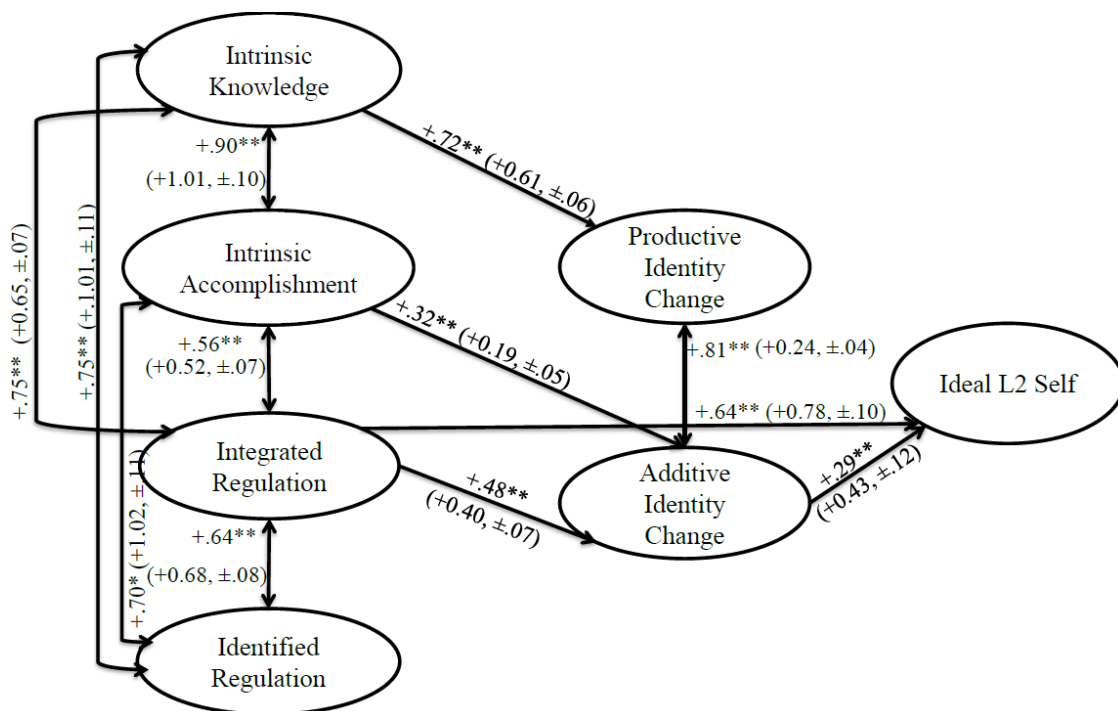 Intrinsic
Knowledge
+.90**
(+1.01, ±.10)
+.72** (+0.61, ±.06)
+.75** (+0.65, ±.07)
+.75** (+.1.01, ±.11)
Intrinsic
Accomplishment
Productive
Identity
Change
+.56**
(+0.52, ±.07)
+.32** (+0.19, ±.05)
+.81** (+0.24, ±.04)
Ideal L2 Self
+.64** (+0.78, ±.10)
Integrated
Regulation
+.48**
(+0.40, ±.07)
Additive
Identity
Change
+.29**
(+0.43, ±.12)
+.70* (+1.02, ±.11)
+.64**
(+0.68, ±.08)
Identified
Regulation